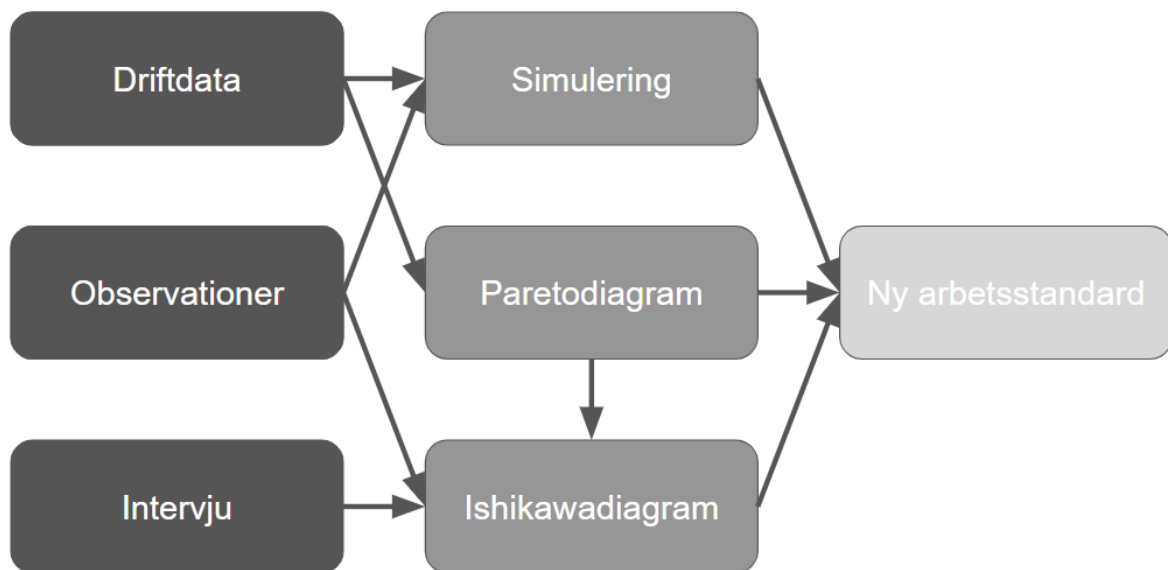 Driftdata
Simulering
Observationer
Paretodiagram
Ny arbetsstandard
Intervju
Ishikawadiagram